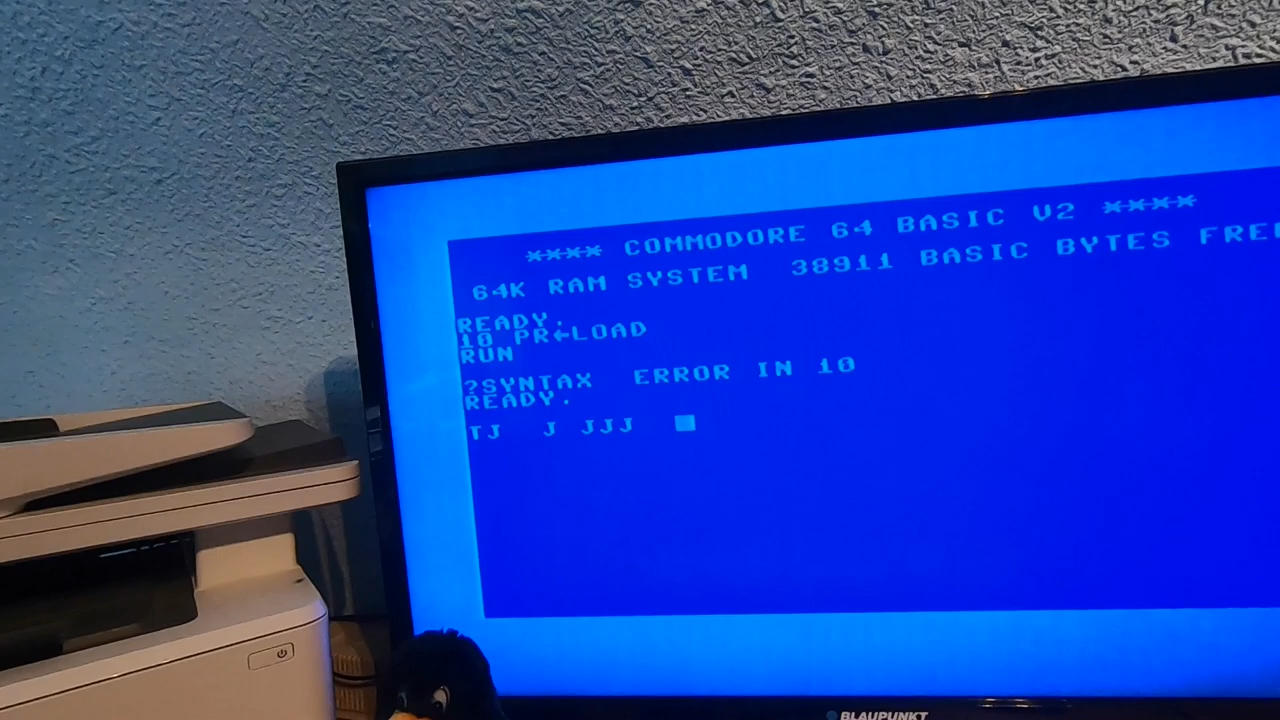 **** COMMODORE 64 BASIC V2 ****
64K RAM SYSTEM 38911 BASIC BYTES FREE
READY.
10 PR←LOAD
RUN
?SYNTAX ERROR IN 10
READY.
TJ J JJJ
BLAUPUNKT